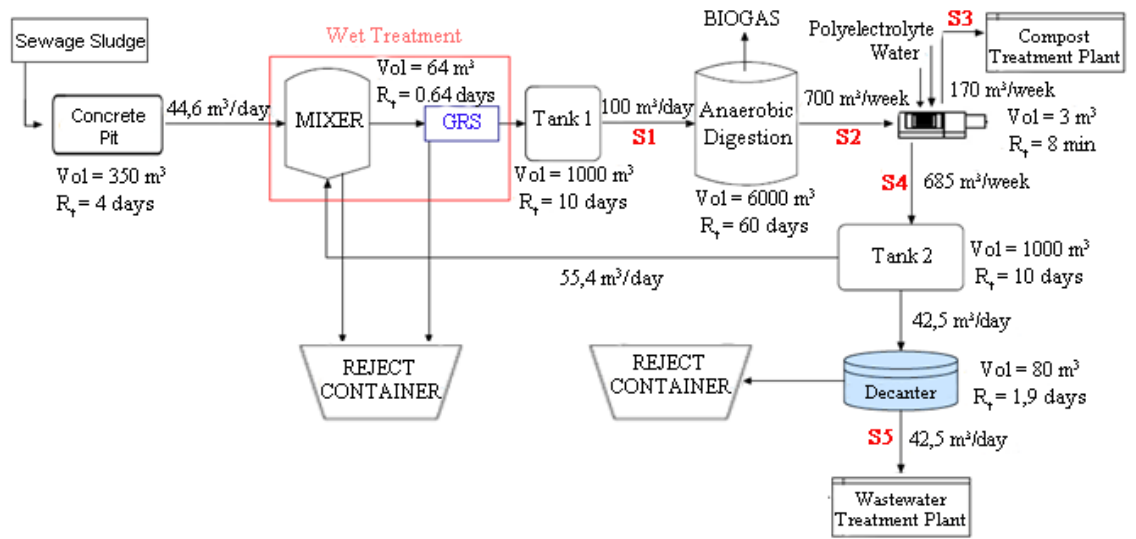 Sewage Sludge
Concrete
Pit
Vol = 350 m³
Rₜ = 4 days
44,6 m³/day
Wet Treatment
MIXER
Vol = 64 m³
Rₜ = 0.64 days
GRS
Tank 1
Vol = 1000 m³
Rₜ = 10 days
100 m³/day
S1
BIOGAS
Anaerobic
Digestion
Vol = 6000 m³
Rₜ = 60 days
700 m³/week
S2
Polyelectrolyte
Water
S3
Compost
Treatment Plant
170 m³/week
Vol = 3 m³
Rₜ = 8 min
S4
685 m³/week
Tank 2
Vol = 1000 m³
Rₜ = 10 days
55,4 m³/day
42,5 m³/day
REJECT
CONTAINER
REJECT
CONTAINER
Decanter
Vol = 80 m³
Rₜ = 1,9 days
S5
42,5 m³/day
Wastewater
Treatment Plant